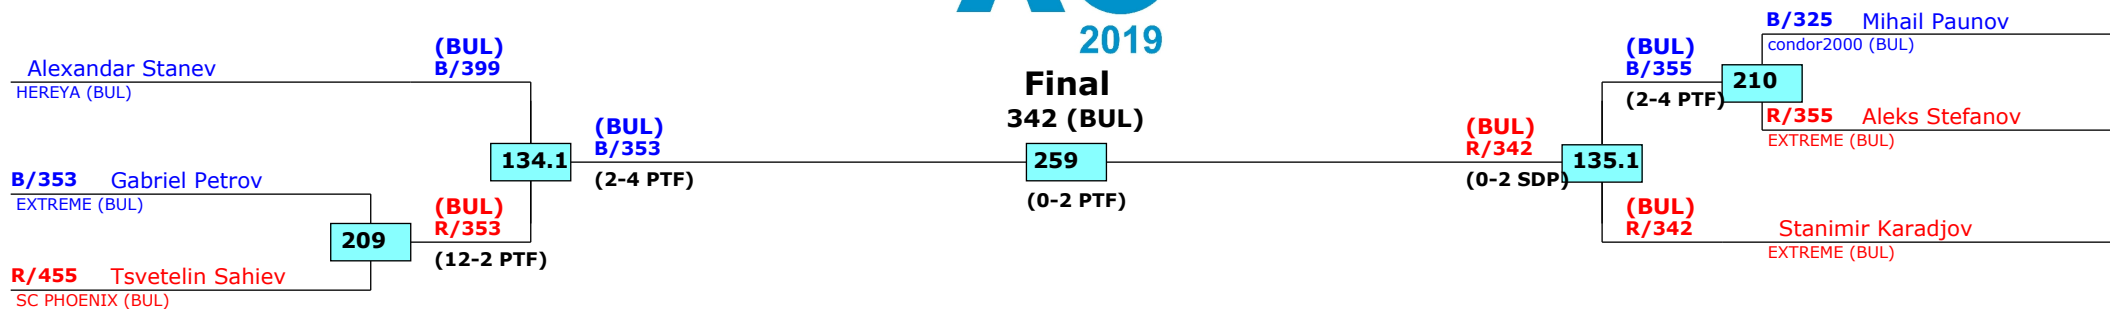 2019
Final
342 (BUL)
259
(0-2 PTF)
(BUL)
B/399
Alexandar Stanev
HEREYA (BUL)
(BUL)
B/353
134.1
(2-4 PTF)
B/353 Gabriel Petrov
EXTREME (BUL)
(BUL)
R/353
209
(12-2 PTF)
R/455 Tsvetelin Sahiev
SC PHOENIX (BUL)
B/325 Mihail Paunov
condor2000 (BUL)
(BUL)
B/355
210
(2-4 PTF)
R/355 Aleks Stefanov
EXTREME (BUL)
(BUL)
R/342
135.1
(0-2 SDP)
(BUL)
R/342
Stanimir Karadjov
EXTREME (BUL)